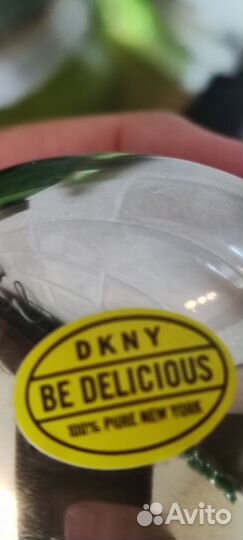 DKNY
BE DELICIOUS
100% PURE NEW YORK
Avito